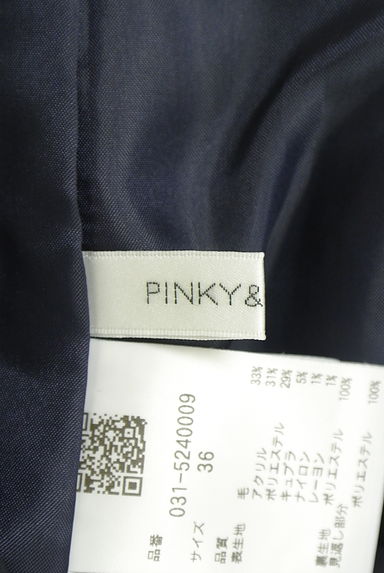 PINKY&
品番 031-5240009
サイズ 36
品質
表生地 毛 33%
アクリル 31%
ポリエステル 29%
キュプラ 5%
ナイロン 1%
レーヨン 1%
裏生地 ポリエステル 100%
見返し部分
ポリエステル 100%